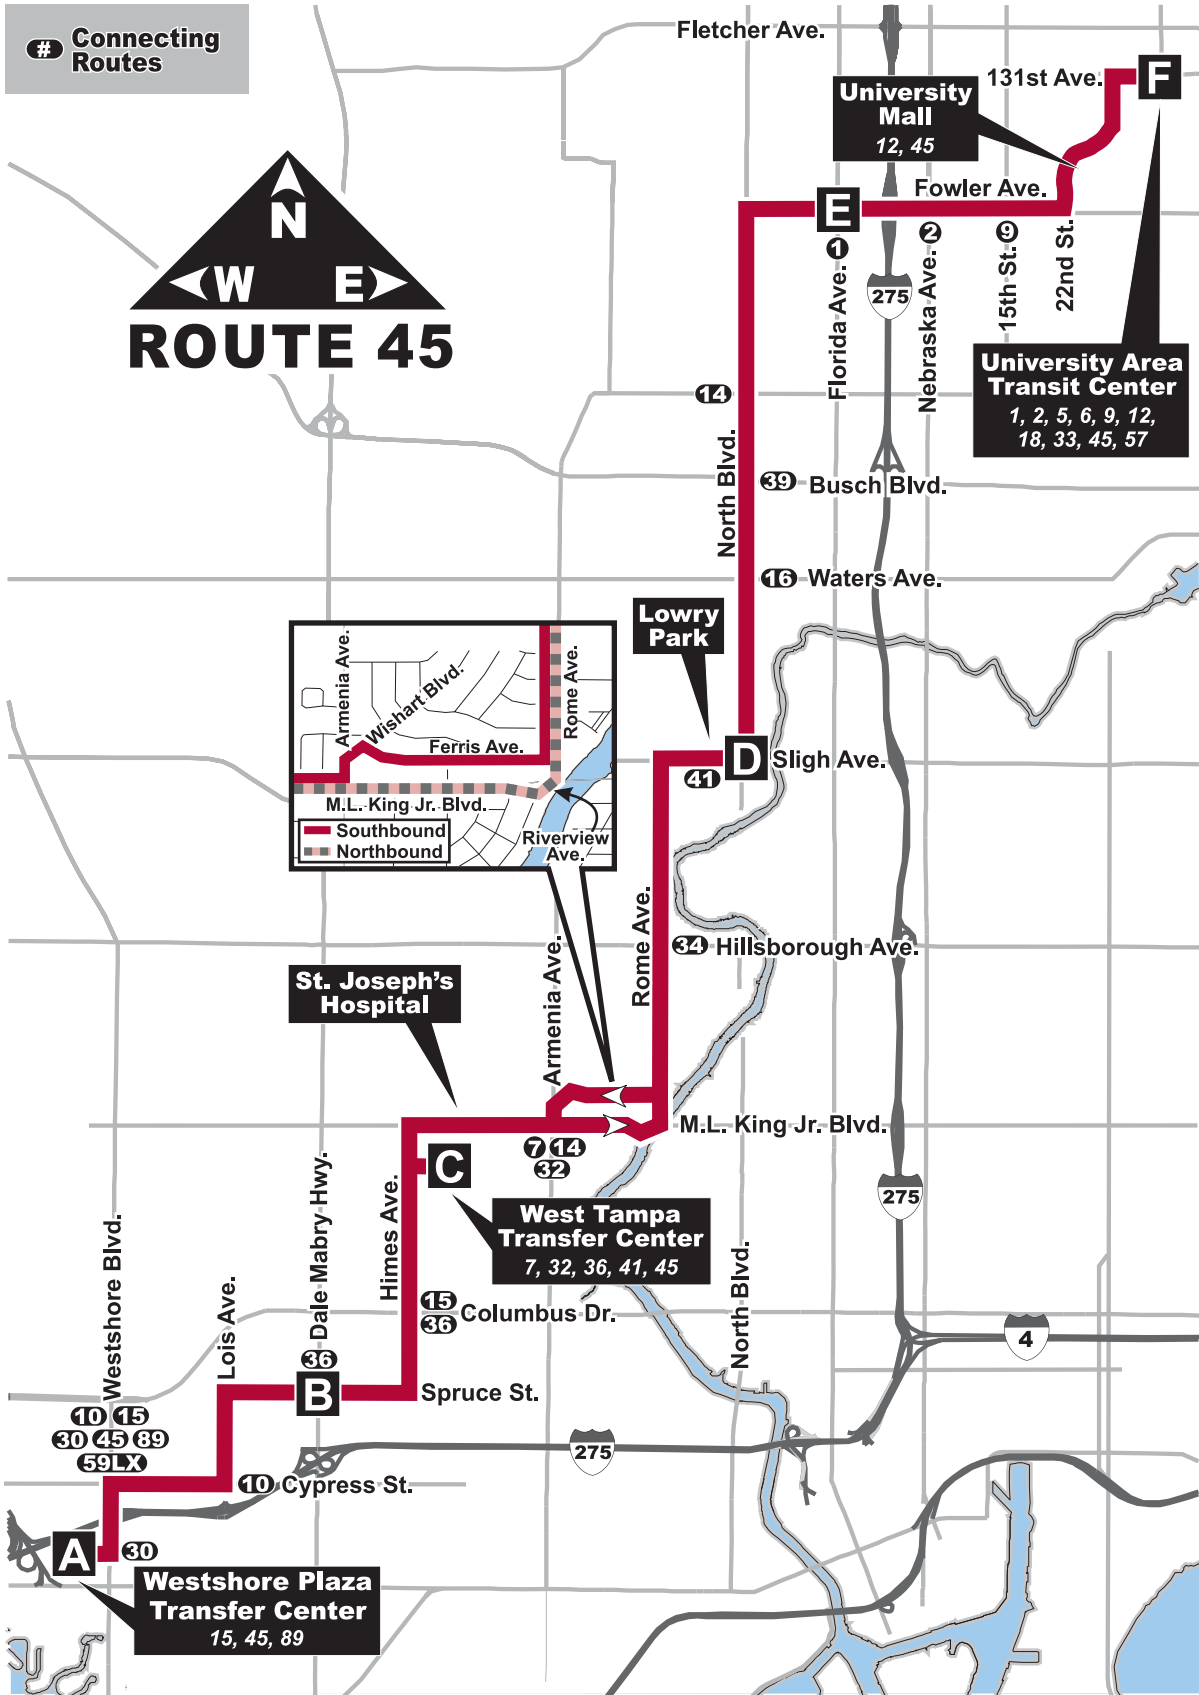 # Connecting
Routes
Fletcher Ave.
131st Ave.
F
University
Mall
12, 45
Fowler Ave.
E
N
W E
ROUTE 45
1
2
9
Florida Ave.
275
Nebraska Ave.
15th St.
22nd St.
University Area
Transit Center
1, 2, 5, 6, 9, 12,
18, 33, 45, 57
14
North Blvd.
39 Busch Blvd.
16 Waters Ave.
Lowry
Park
D
Sligh Ave.
41
Armenia Ave.
Wishart Blvd.
Rome Ave.
Ferris Ave.
M.L. King Jr. Blvd.
Southbound
Northbound
Riverview
Ave.
Rome Ave.
34 Hillsborough Ave.
St. Joseph's
Hospital
Armenia Ave.
M.L. King Jr. Blvd.
7 14
32
C
275
West Tampa
Transfer Center
7, 32, 36, 41, 45
Westshore Blvd.
Lois Ave.
Dale Mabry Hwy.
Himes Ave.
North Blvd.
15
36
Columbus Dr.
4
36
B
Spruce St.
10 15
30 45 89
59LX
275
10 Cypress St.
A
30
Westshore Plaza
Transfer Center
15, 45, 89